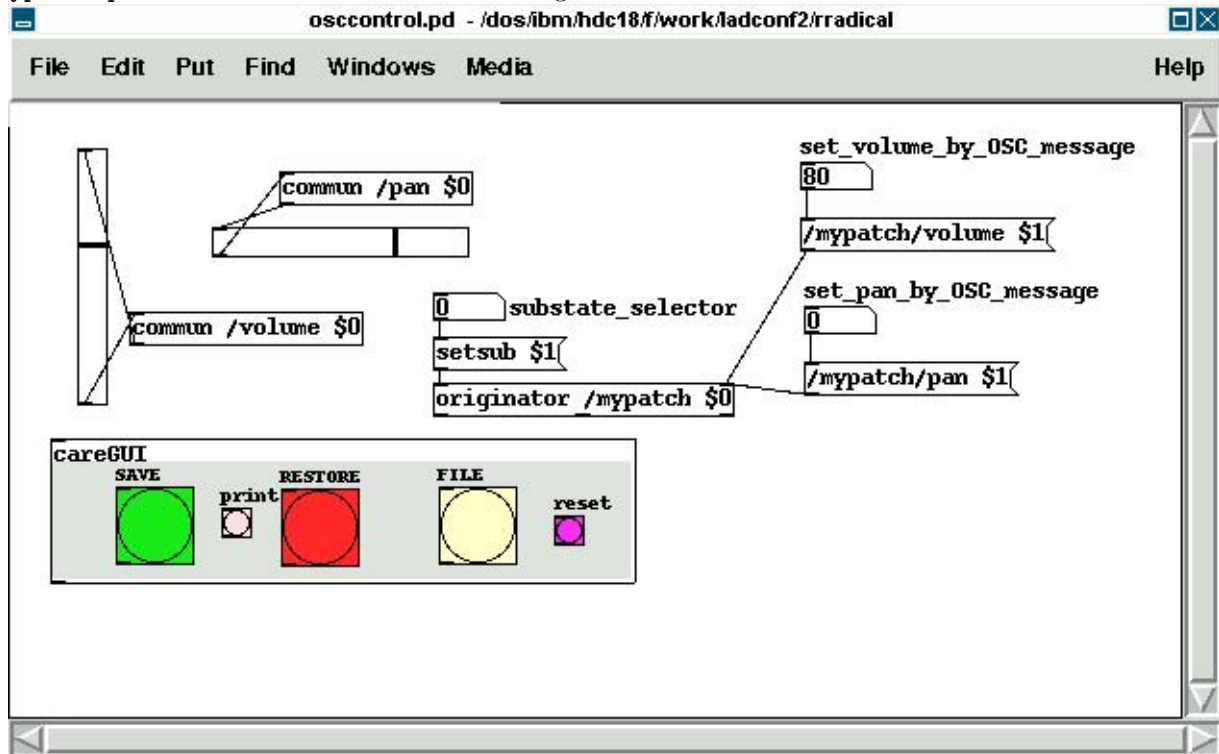 osccontrol.pd - /dos/ibm/hdc18/f/work/ladconf2/rradical
File Edit Put Find Windows Media Help
set_volume_by_OSC_message
80
commun /pan $0
/mypatch/volume $1
set_pan_by_OSC_message
0 substate_selector
0
commun /volume $0
setsub $1
/mypatch/pan $1
originator /mypatch $0
careGUI
SAVE
print
RESTORE
FILE
reset